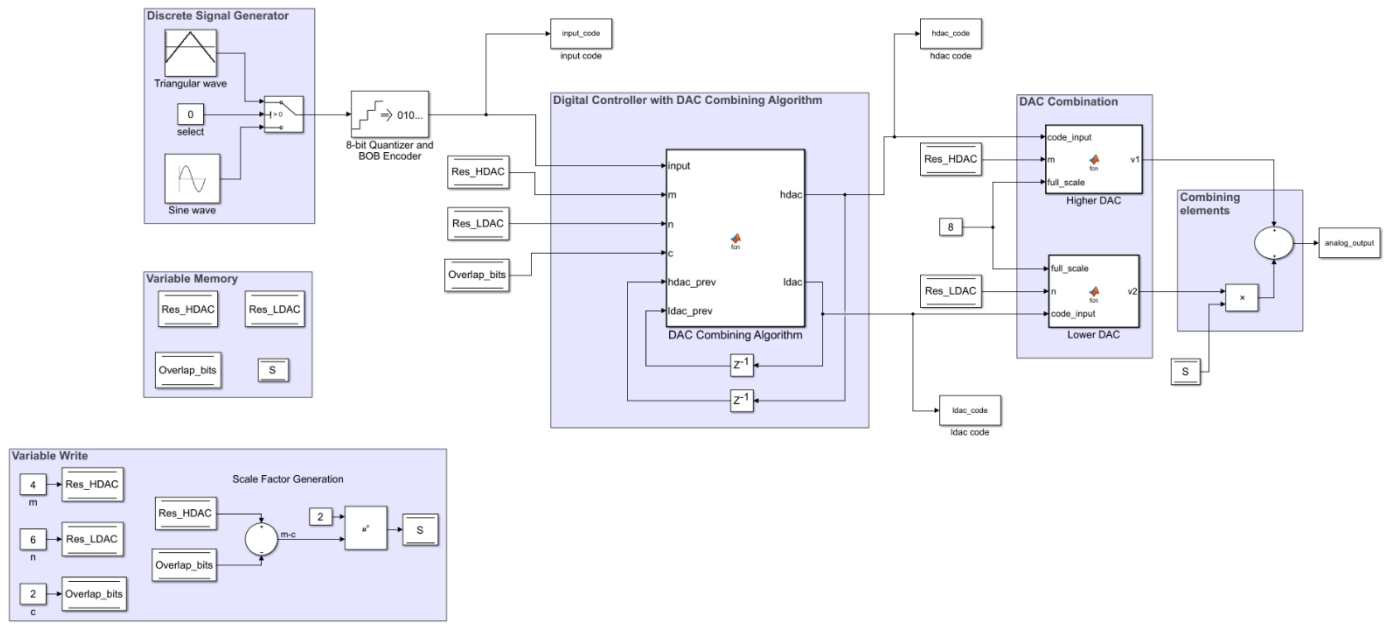 Discrete Signal Generator
Triangular wave
0
select
> 0
Sine wave
010...
8-bit Quantizer and
BOB Encoder
input_code
input code
Variable Memory
Res_HDAC
Res_LDAC
Overlap_bits
S
Digital Controller with DAC Combining Algorithm
Res_HDAC
Res_LDAC
Overlap_bits
input
m
n
c
hdac_prev
ldac_prev
fcn
hdac
ldac
DAC Combining Algorithm
Z-1
Z-1
hdac_code
hdac code
ldac_code
ldac code
DAC Combination
Res_HDAC
code_input
m
full_scale
fcn
v1
Higher DAC
8
Res_LDAC
full_scale
n
code_input
fcn
v2
Lower DAC
Combining
elements
+
+
×
S
analog_output
Variable Write
4
m
Res_HDAC
6
n
Res_LDAC
2
c
Overlap_bits
Scale Factor Generation
Res_HDAC
Overlap_bits
+
−
m-c
2
uv
S